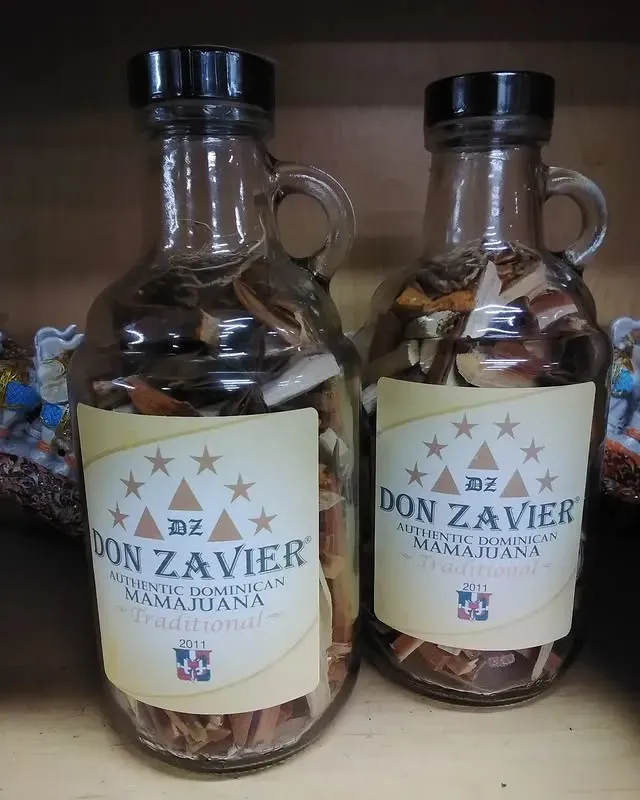 DZ
DON ZAVIER®
AUTHENTIC DOMINICAN
MAMAJUANA
~Traditional~
2011
DZ
DON ZAVIER®
AUTHENTIC DOMINICAN
MAMAJUANA
~Traditional~
2011